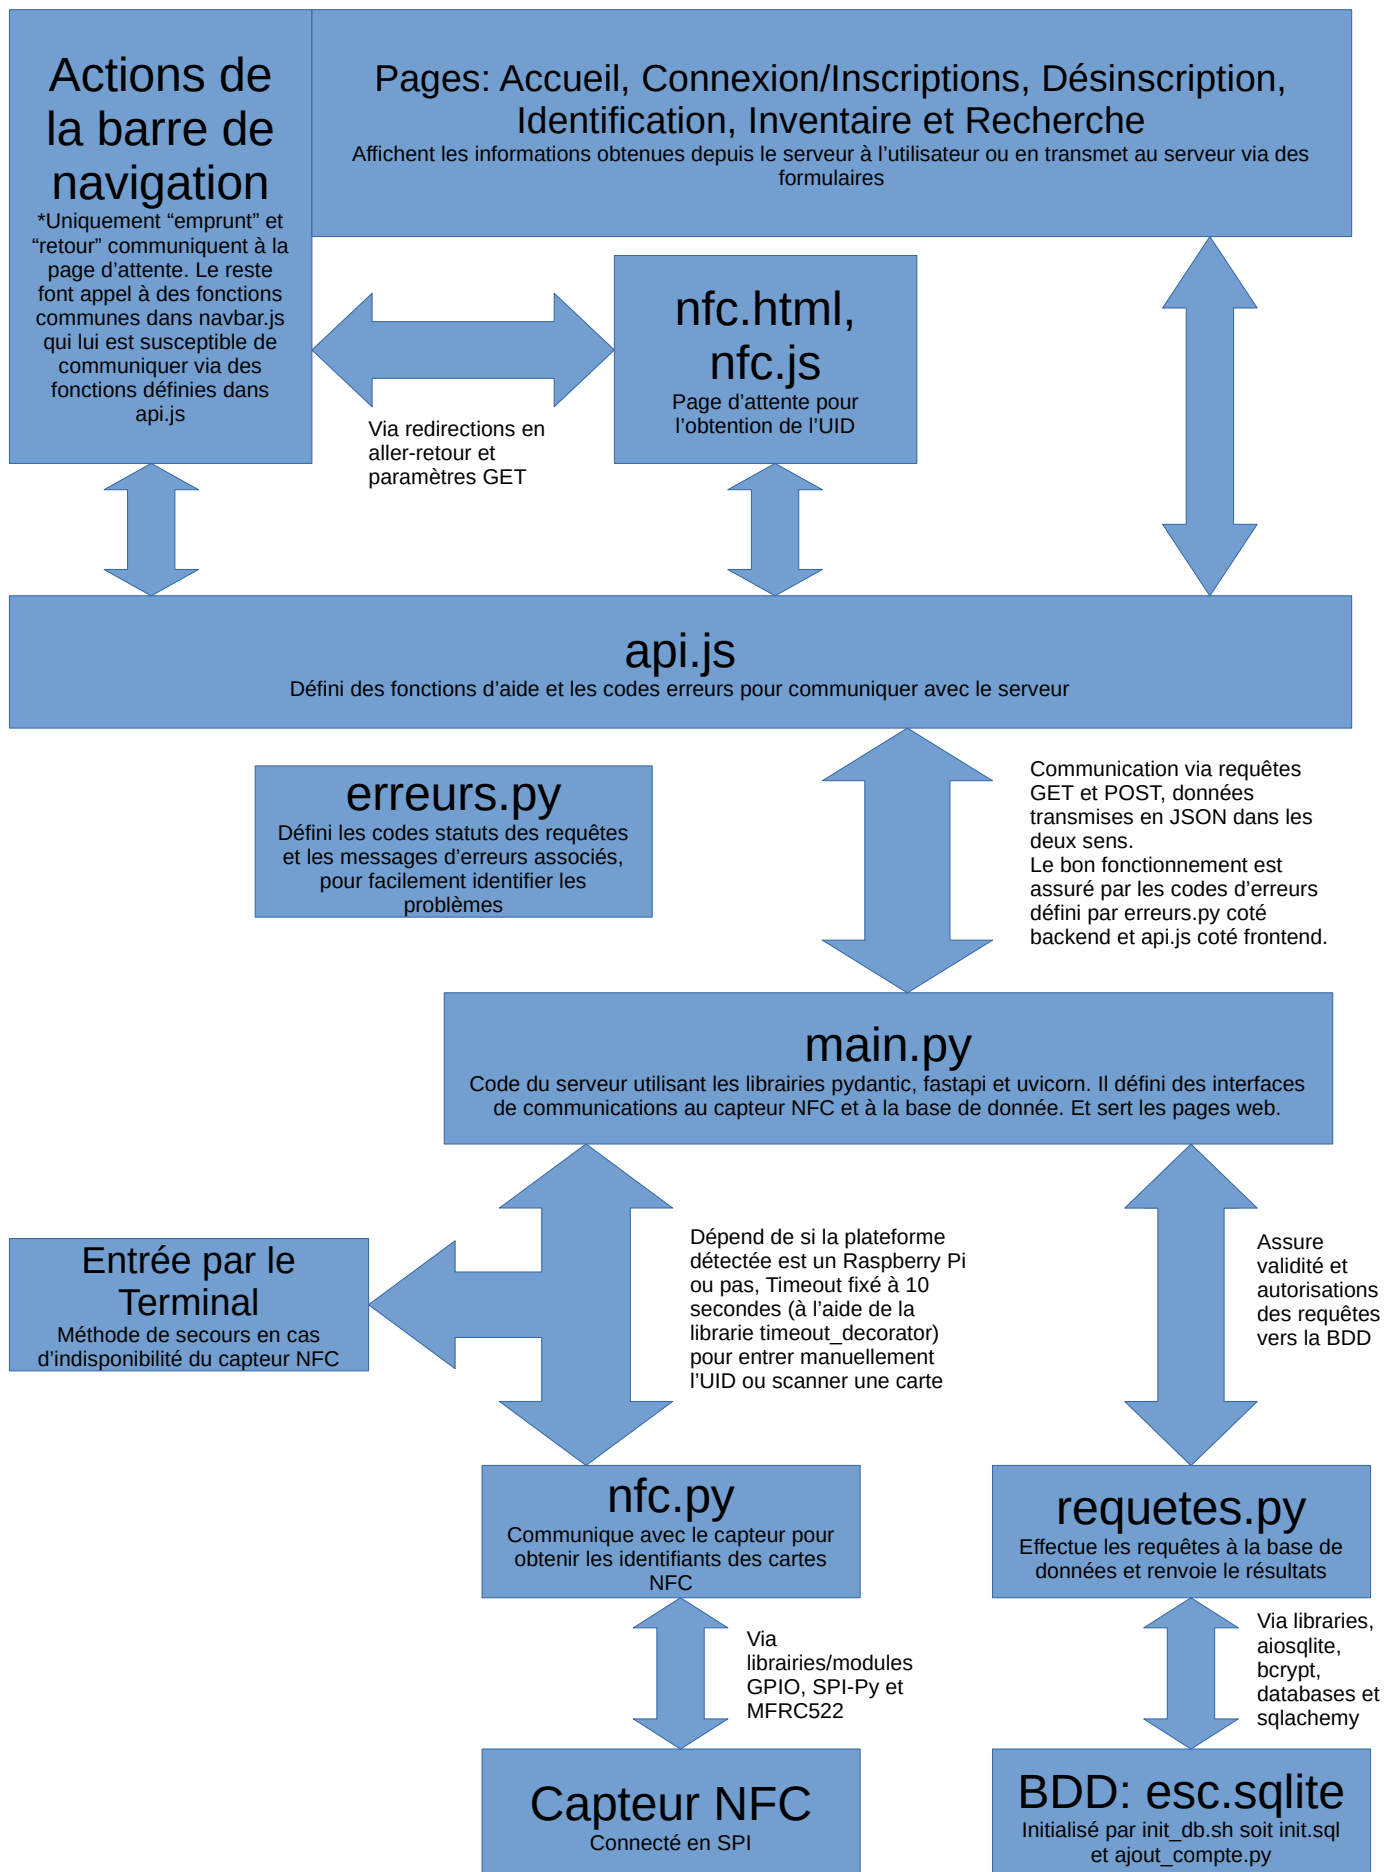 Actions de
la barre de
navigation
*Uniquement “emprunt” et
“retour” communiquent à la
page d’attente. Le reste
font appel à des fonctions
communes dans navbar.js
qui lui est susceptible de
communiquer via des
fonctions définies dans
api.js
Pages: Accueil, Connexion/Inscriptions, Désinscription,
Identification, Inventaire et Recherche
Affichent les informations obtenues depuis le serveur à l’utilisateur ou en transmet au serveur via des
formulaires
nfc.html,
nfc.js
Page d’attente pour
l’obtention de l’UID
Via redirections en
aller-retour et
paramètres GET
api.js
Défini des fonctions d’aide et les codes erreurs pour communiquer avec le serveur
erreurs.py
Défini les codes statuts des requêtes
et les messages d’erreurs associés,
pour facilement identifier les
problèmes
Communication via requêtes
GET et POST, données
transmises en JSON dans les
deux sens.
Le bon fonctionnement est
assuré par les codes d’erreurs
défini par erreurs.py coté
backend et api.js coté frontend.
main.py
Code du serveur utilisant les librairies pydantic, fastapi et uvicorn. Il défini des interfaces
de communications au capteur NFC et à la base de donnée. Et sert les pages web.
Entrée par le
Terminal
Méthode de secours en cas
d’indisponibilité du capteur NFC
Dépend de si la plateforme
détectée est un Raspberry Pi
ou pas, Timeout fixé à 10
secondes (à l’aide de la
librarie timeout_decorator)
pour entrer manuellement
l’UID ou scanner une carte
Assure
validité et
autorisations
des requêtes
vers la BDD
nfc.py
Communique avec le capteur pour
obtenir les identifiants des cartes
NFC
requetes.py
Effectue les requêtes à la base de
données et renvoie le résultats
Via
librairies/modules
GPIO, SPI-Py et
MFRC522
Via libraries,
aiosqlite,
bcrypt,
databases et
sqlachemy
Capteur NFC
Connecté en SPI
BDD: esc.sqlite
Initialisé par init_db.sh soit init.sql
et ajout_compte.py